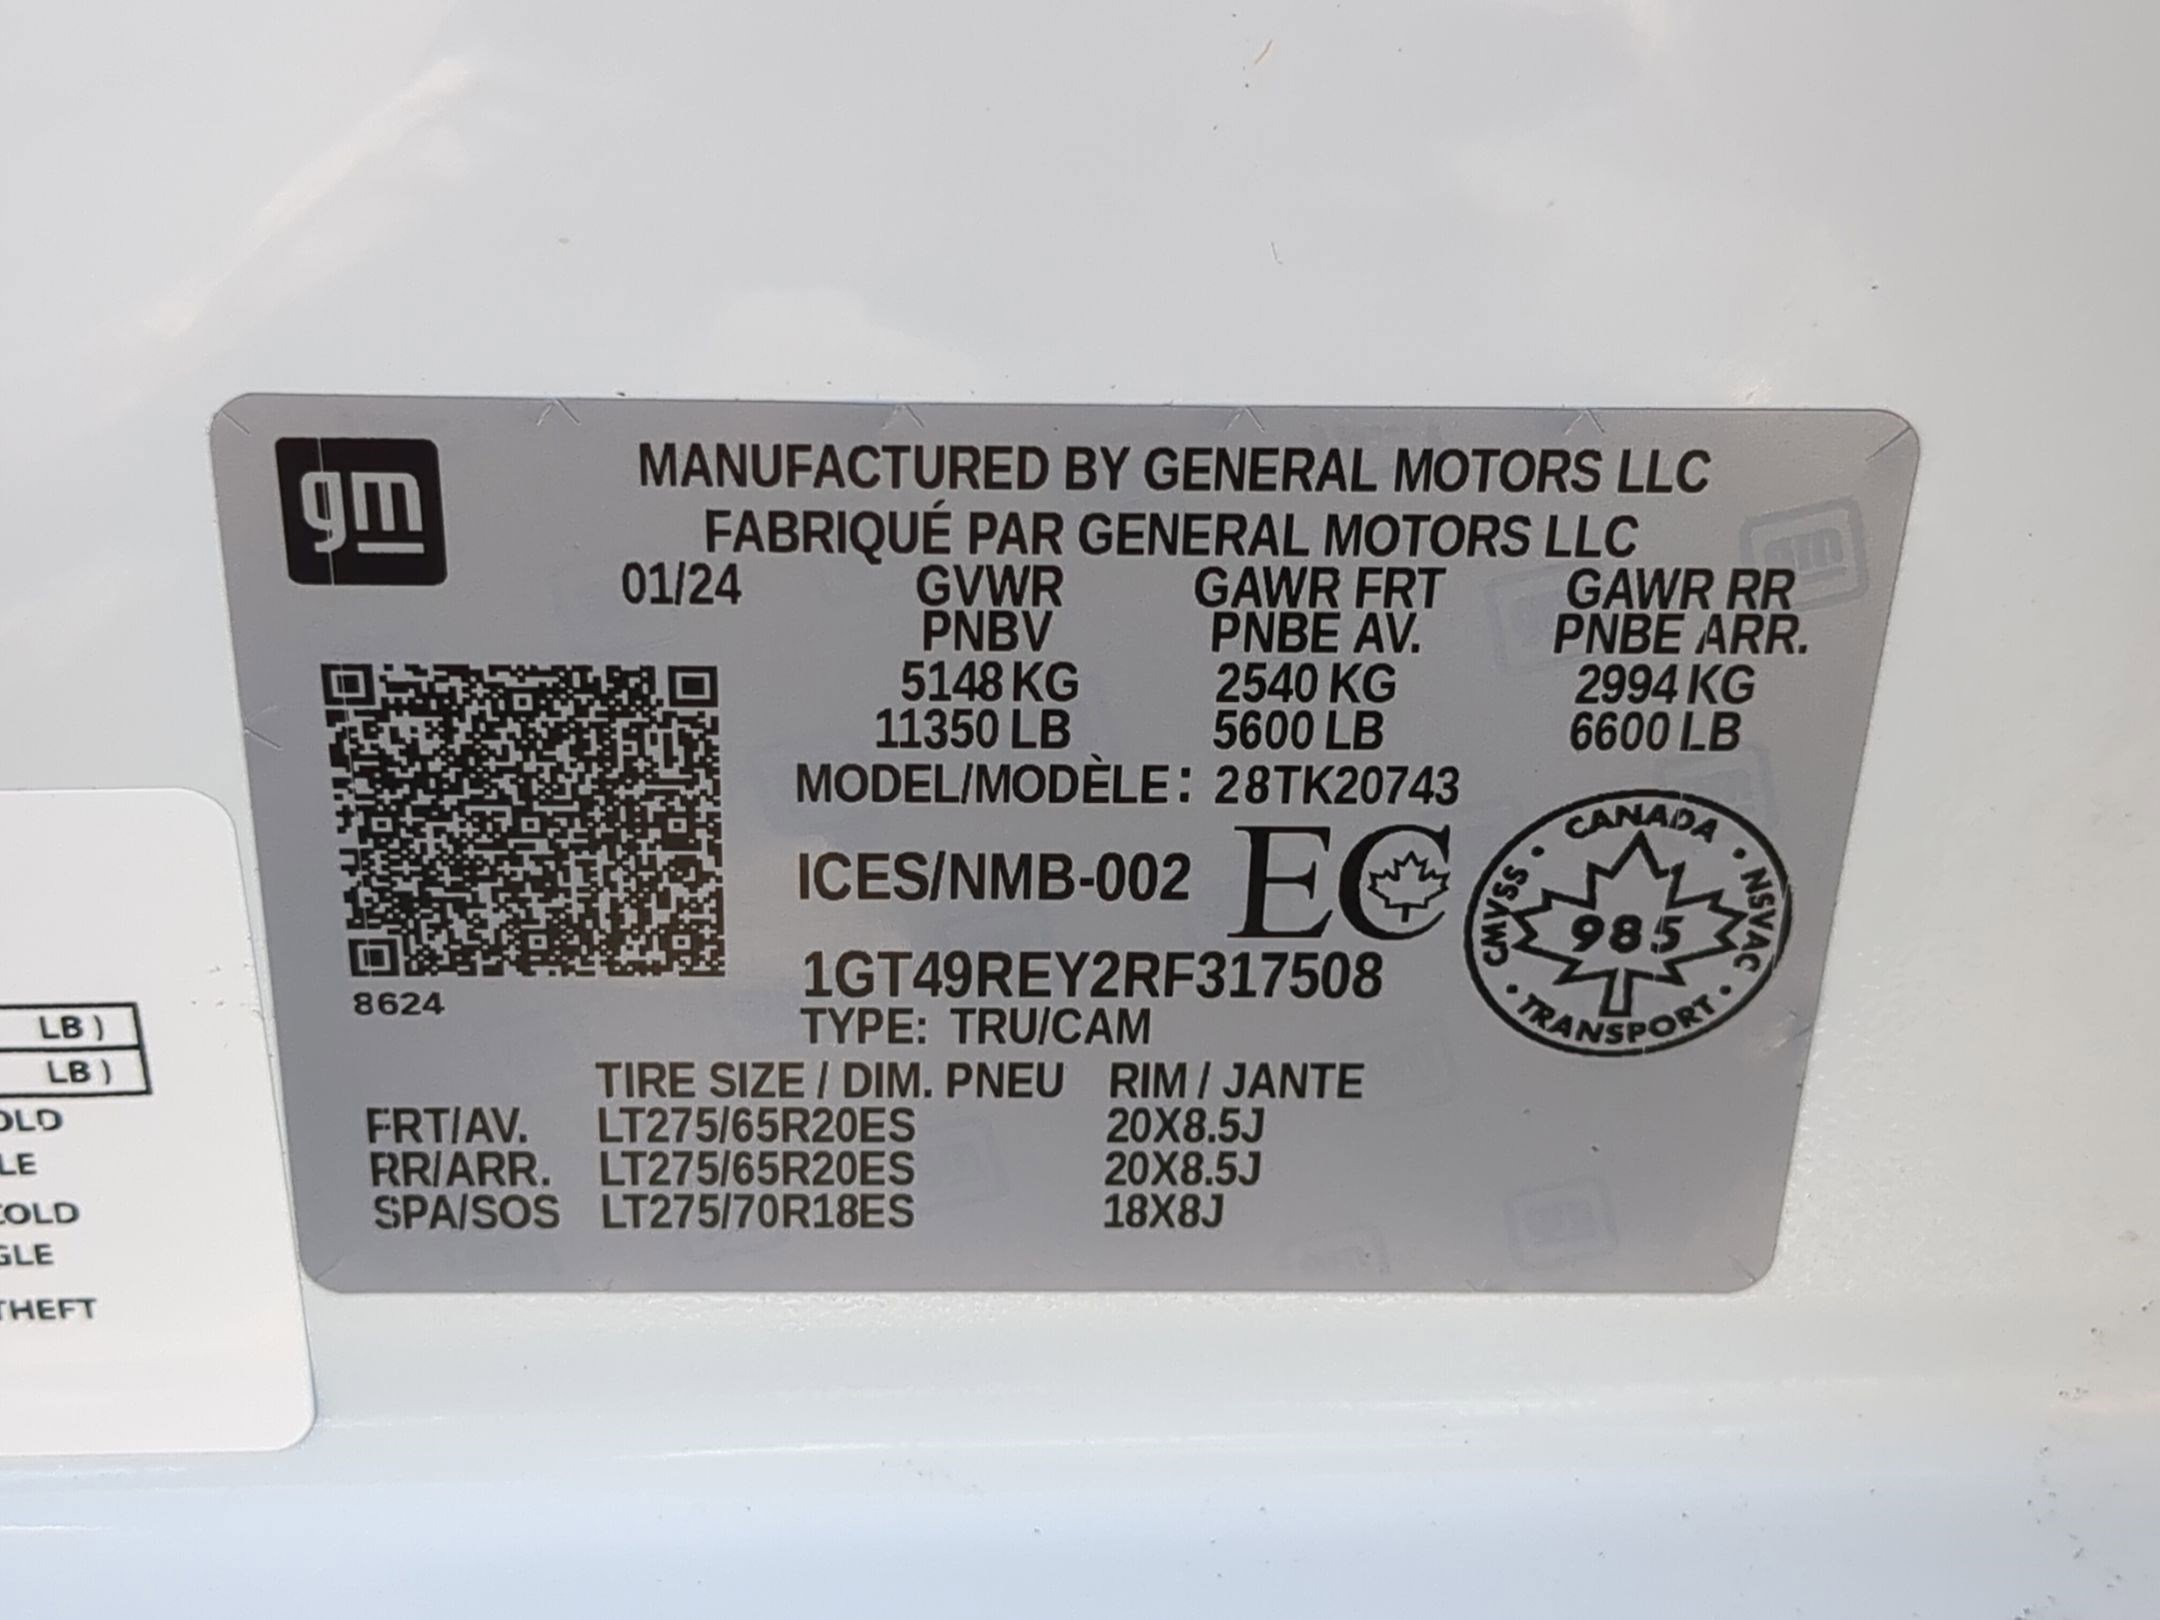 gm
MANUFACTURED BY GENERAL MOTORS LLC
FABRIQUÉ PAR GENERAL MOTORS LLC
01/24 GVWR GAWR FRT GAWR RR
PNBV PNBE AV. PNBE ARR.
5148 KG 2540 KG 2994 KG
11350 LB 5600 LB 6600 LB
MODEL/MODÈLE: 28TK20743
ICES/NMB-002 EC
CANADA
CMVSS • NSVAC
985
• TRANSPORT •
1GT49REY2RF317508
8624
TYPE: TRU/CAM
TIRE SIZE / DIM. PNEU RIM / JANTE
FRT/AV. LT275/65R20ES 20X8.5J
RR/ARR. LT275/65R20ES 20X8.5J
SPA/SOS LT275/70R18ES 18X8J
LB )
LB )
OLD
LE
COLD
GLE
THEFT